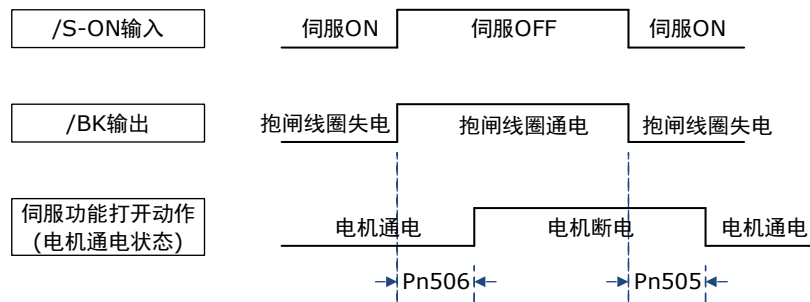 /S-ON输入
伺服ON
伺服OFF
伺服ON
/BK输出
抱闸线圈失电
抱闸线圈通电
抱闸线圈失电
伺服功能打开动作
(电机通电状态)
电机通电
电机断电
电机通电
Pn506
Pn505